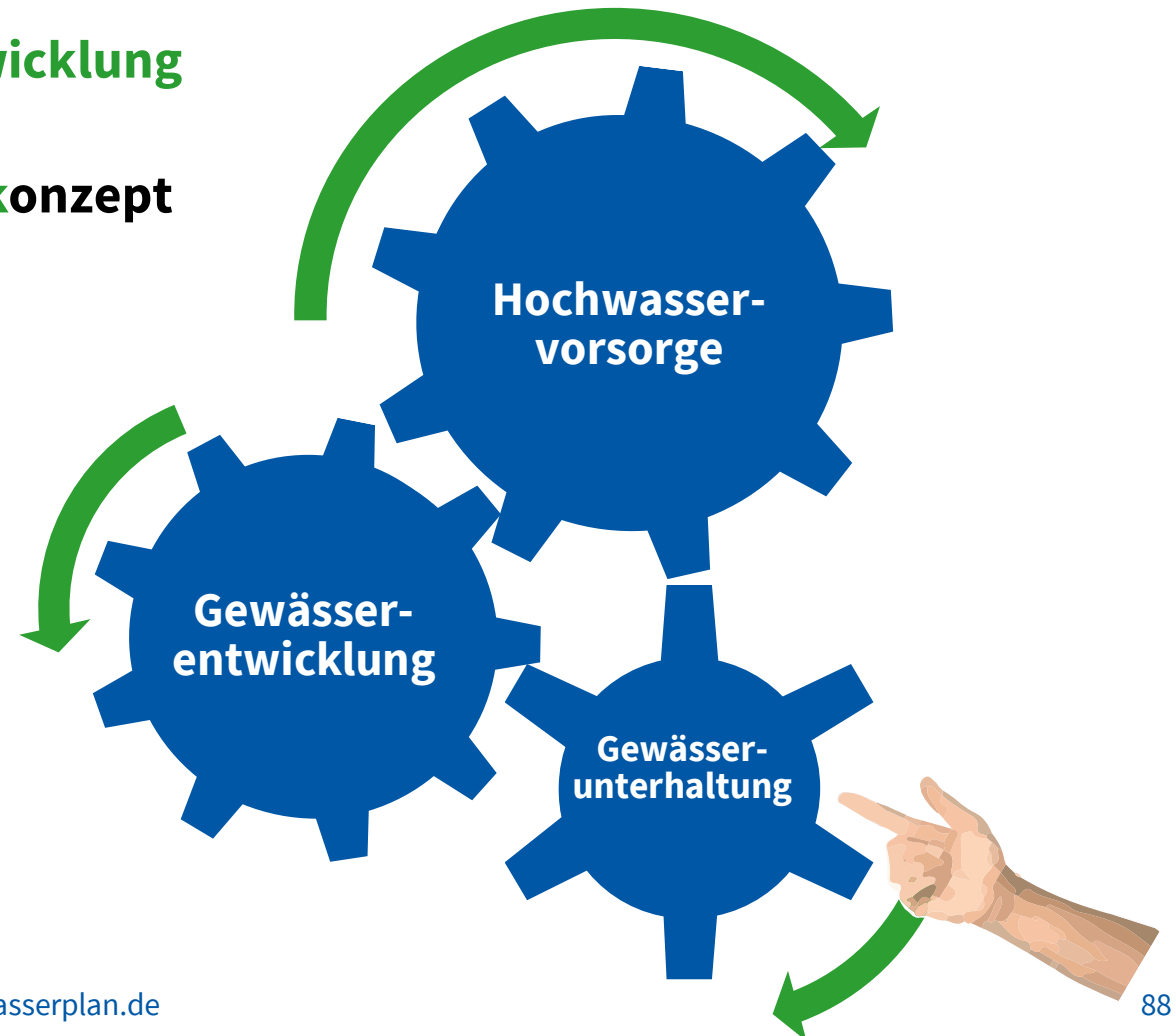 wicklung
konzept
Hochwasser-
vorsorge
Gewässer-
entwicklung
Gewässer-
unterhaltung
asserplan.de
88